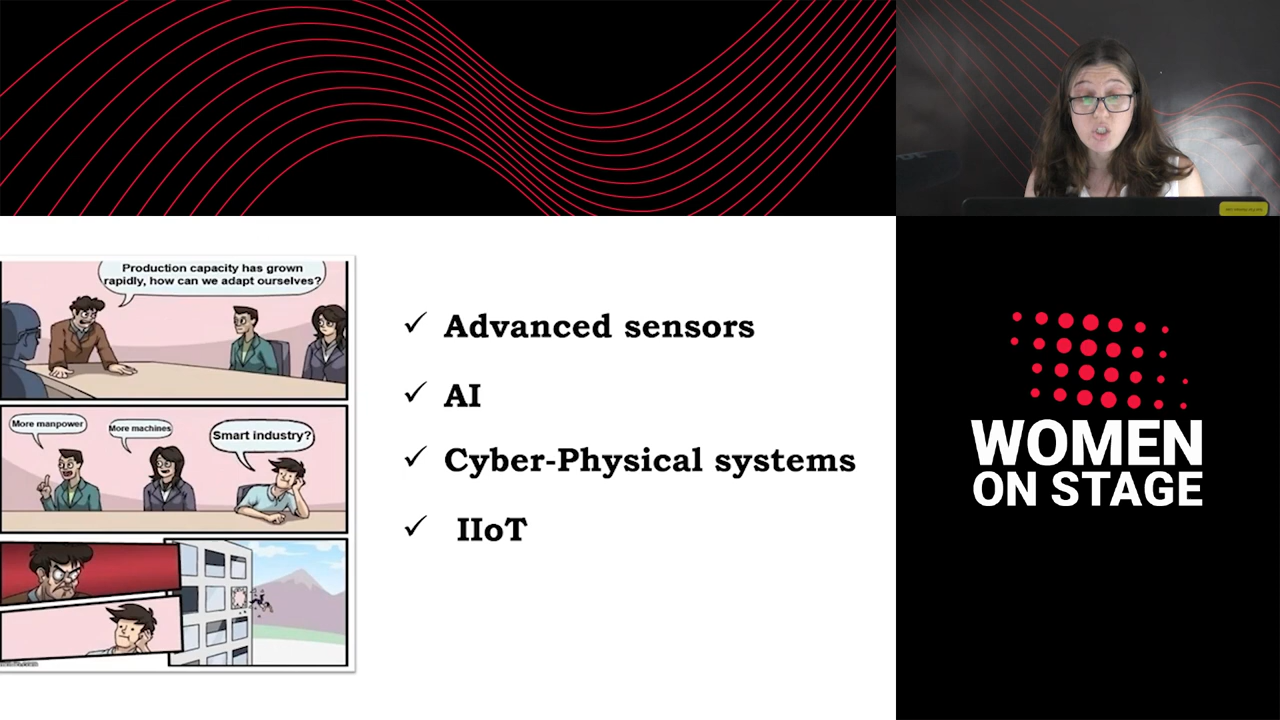 Production capacity has grown
rapidly, how can we adapt ourselves?
More manpower
More machines
Smart industry?
✓ Advanced sensors
✓ AI
✓ Cyber-Physical systems
✓ IIoT
WOMEN
ON STAGE